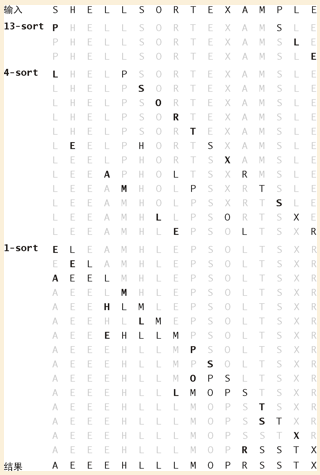 输入 S H E L L S O R T E X A M P L E
13-sort P H E L L S O R T E X A M S L E
P H E L L S O R T E X A M S L E
P H E L L S O R T E X A M S L E
4-sort L H E L P S O R T E X A M S L E
L H E L P S O R T E X A M S L E
L H E L P S O R T E X A M S L E
L H E L P S O R T E X A M S L E
L H E L P S O R T E X A M S L E
L E E L P H O R T S X A M S L E
L E E L P H O R T S X A M S L E
L E E A P H O L T S X R M S L E
L E E A M H O L P S X R T S L E
L E E A M H O L P S X R T S L E
L E E A M H L L P S O R T S X E
L E E A M H L E P S O L T S X R
1-sort E L E A M H L E P S O L T S X R
E E L A M H L E P S O L T S X R
A E E L M H L E P S O L T S X R
A E E L M H L E P S O L T S X R
A E E H L M L E P S O L T S X R
A E E H L L M E P S O L T S X R
A E E E H L L M P S O L T S X R
A E E E H L L M P S O L T S X R
A E E E H L L M P S O L T S X R
A E E E H L L M O P S L T S X R
A E E E H L L L M O P S T S X R
A E E E H L L L M O P S T S X R
A E E E H L L L M O P S S T X R
A E E E H L L L M O P S S T X R
A E E E H L L L M O P R S S T X
结果 A E E E H L L L M O P R S S T X